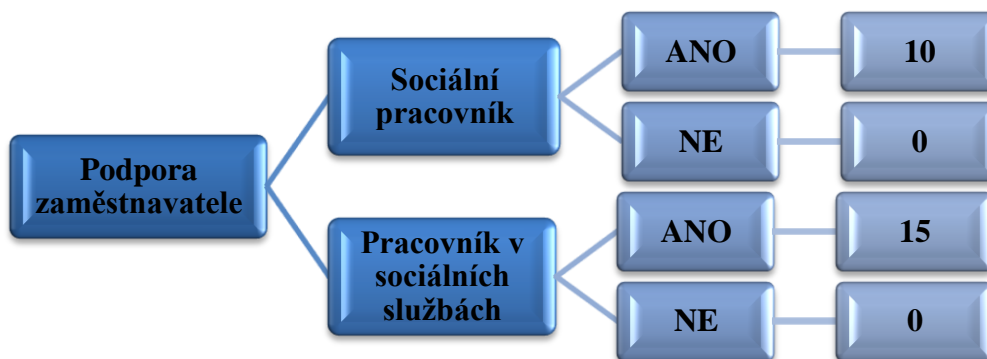 Podpora
zaměstnavatele
Sociální
pracovník
ANO
10
NE
0
Pracovník v
sociálních
službách
ANO
15
NE
0